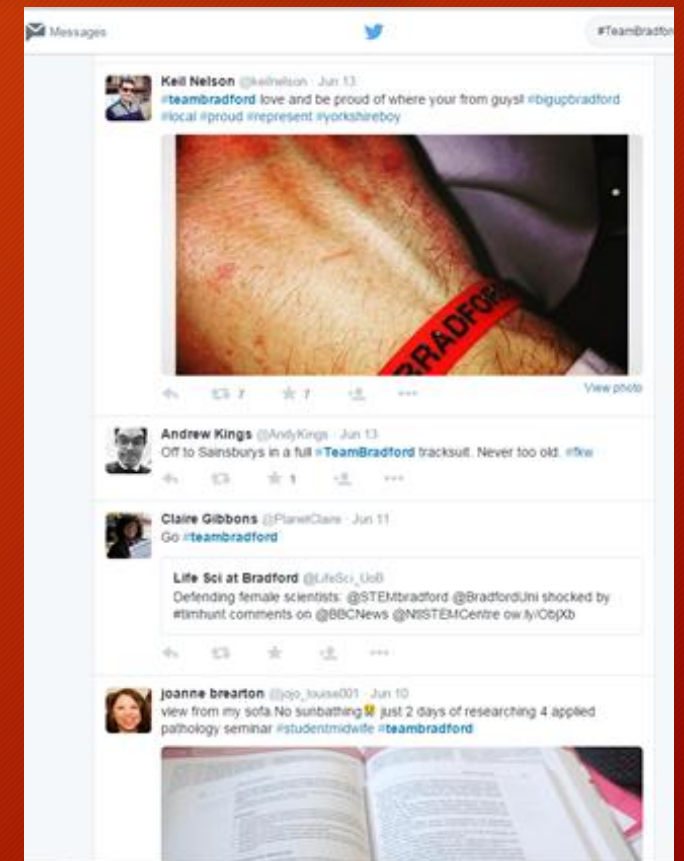 Messages
#TeamBradfor
Keil Nelson @keilnelson · Jun 13
#teambradford love and be proud of where your from guys!! #bigupbradford
#local #proud #represent #yorkshireboy
BRADFOR
7 7
View photo
Andrew Kings @AndyKings · Jun 13
Off to Sainsburys in a full #TeamBradford tracksuit. Never too old. #fkw
1
Claire Gibbons @PlanetClaire · Jun 11
Go #teambradford
Life Sci at Bradford @LifeSci_UoB
Defending female scientists: @STEMbradford @BradfordUni shocked by
#timhunt comments on @BBCNews @NtlSTEMCentre ow.ly/ObjXb
joanne brearton @jojo_louise001 · Jun 10
view from my sofa.No sunbathing just 2 days of researching 4 applied
pathology seminar #studentmidwife #teambradford